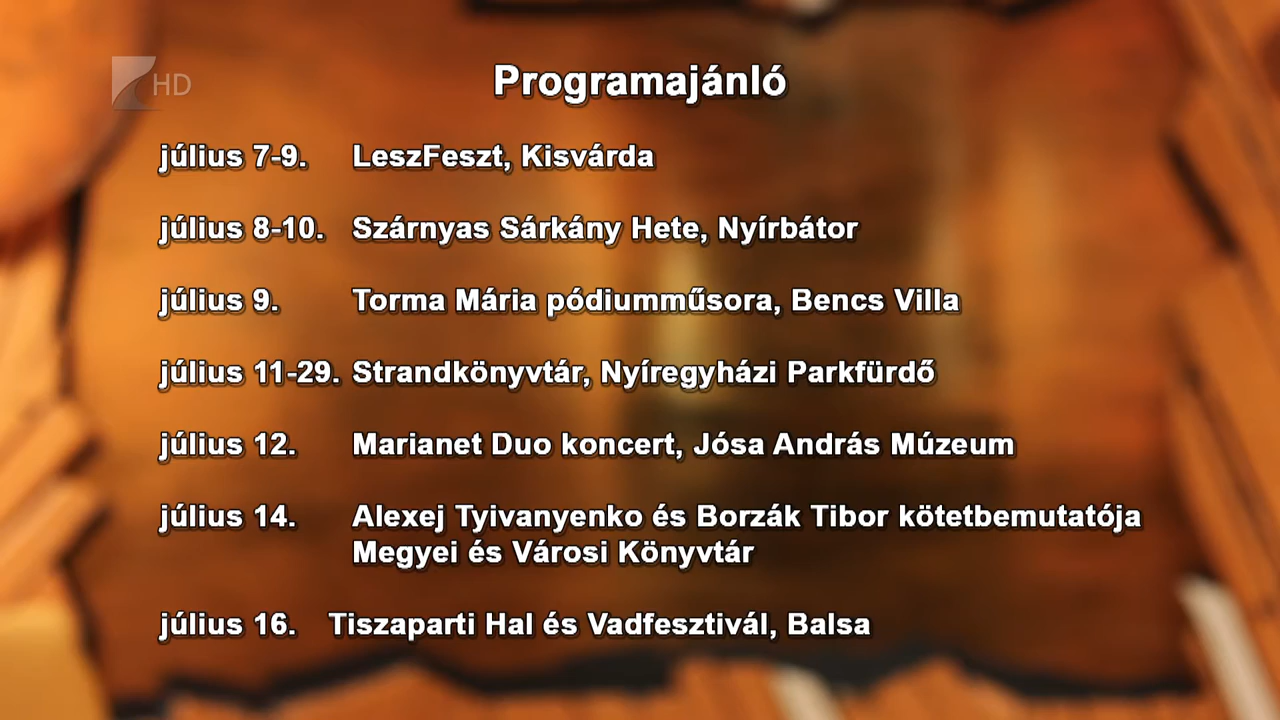 HD
Programajánló
július 7-9. LeszFeszt, Kisvárda
július 8-10. Szárnyas Sárkány Hete, Nyírbátor
július 9. Torma Mária pódiumműsora, Bencs Villa
július 11-29. Strandkönyvtár, Nyíregyházi Parkfürdő
július 12. Marianet Duo koncert, Jósa András Múzeum
július 14. Alexej Tyivanyenko és Borzák Tibor kötetbemutatója
Megyei és Városi Könyvtár
július 16. Tiszaparti Hal és Vadfesztivál, Balsa